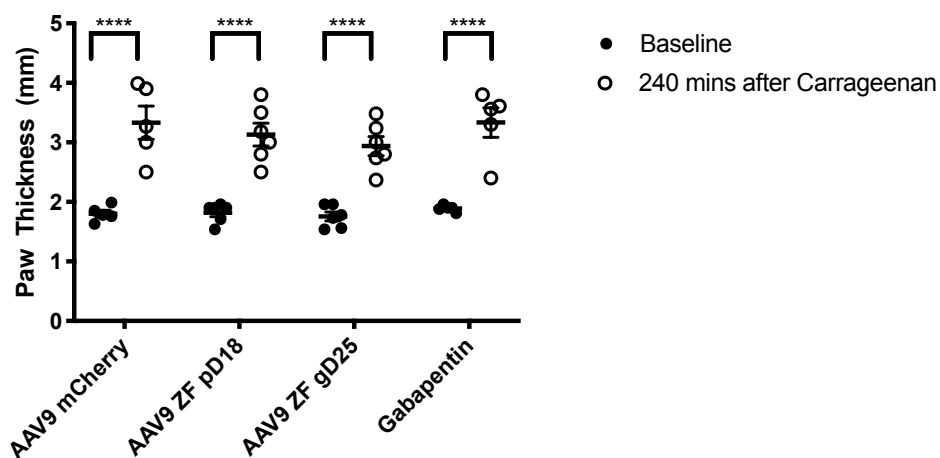 **** **** **** ****
5
4
3
2
1
0
Paw Thickness (mm)
Baseline
240 mins after Carrageenan
AAV9 mCherry
AAV9 ZF pD18
AAV9 ZF gD25
Gabapentin